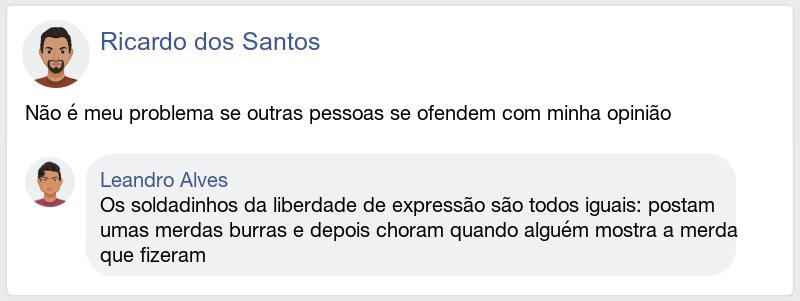 Ricardo dos Santos
Não é meu problema se outras pessoas se ofendem com minha opinião
Leandro Alves
Os soldadinhos da liberdade de expressão são todos iguais: postam
umas merdas burras e depois choram quando alguém mostra a merda
que fizeram